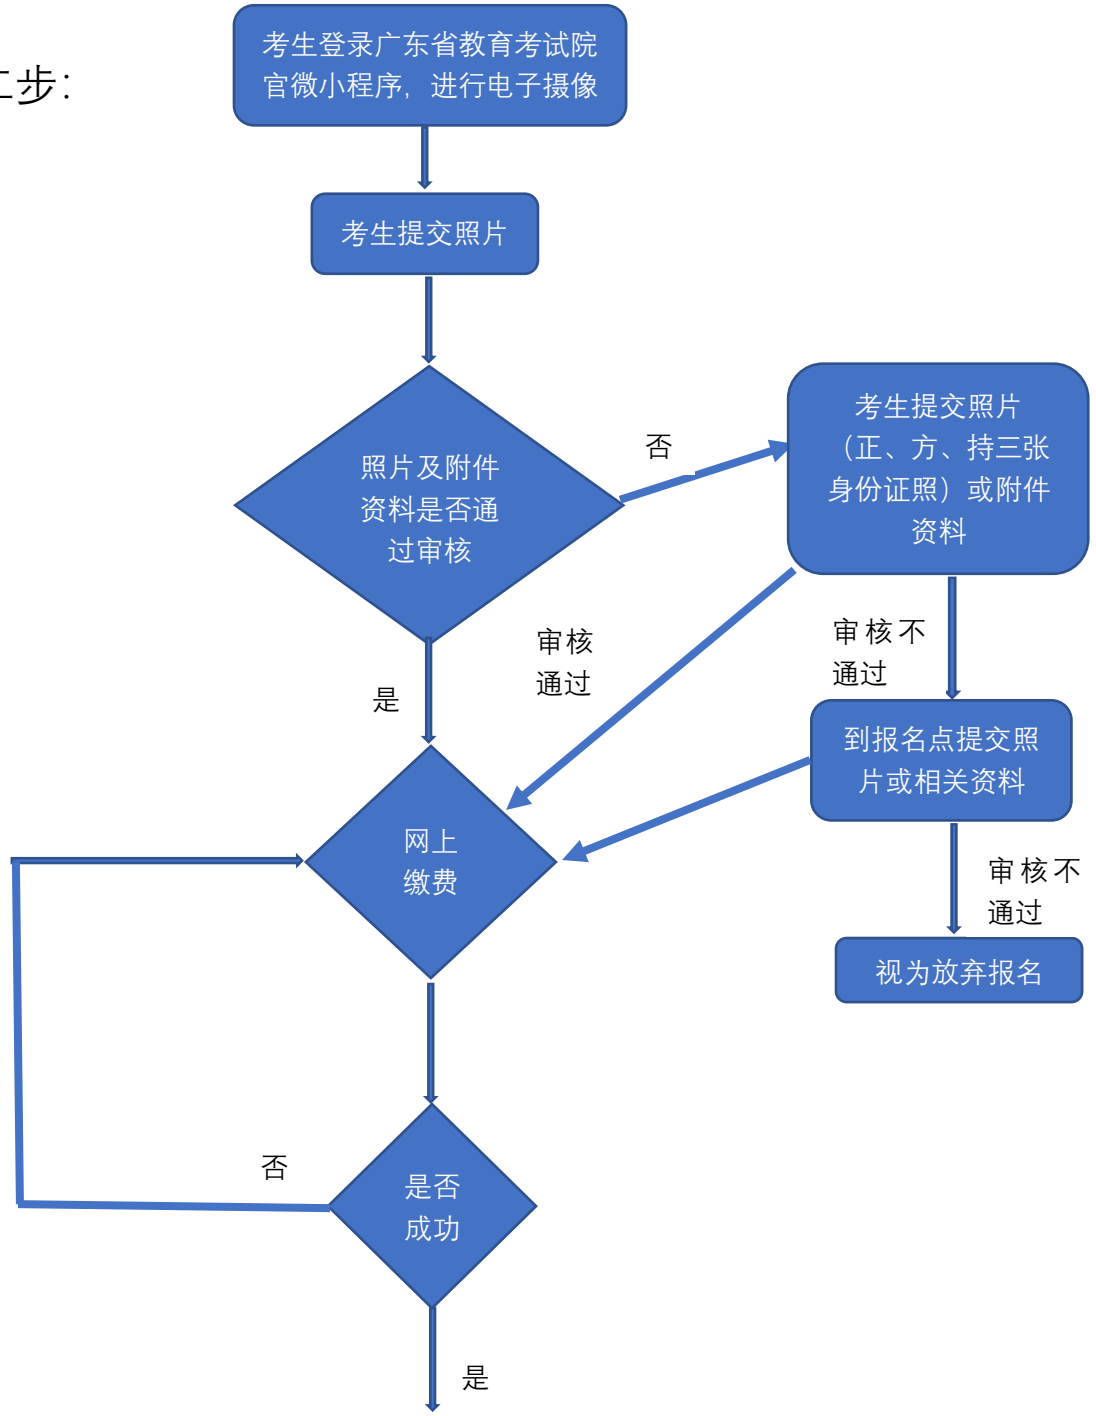 步：
考生登录广东省教育考试院
官微小程序，进行电子摄像
考生提交照片
照片及附件
资料是否通
过审核
否
考生提交照片
（正、方、持三张
身份证照）或附件
资料
审核
通过
审核不
通过
是
到报名点提交照
片或相关资料
网上
缴费
审核不
通过
视为放弃报名
否
是否
成功
是